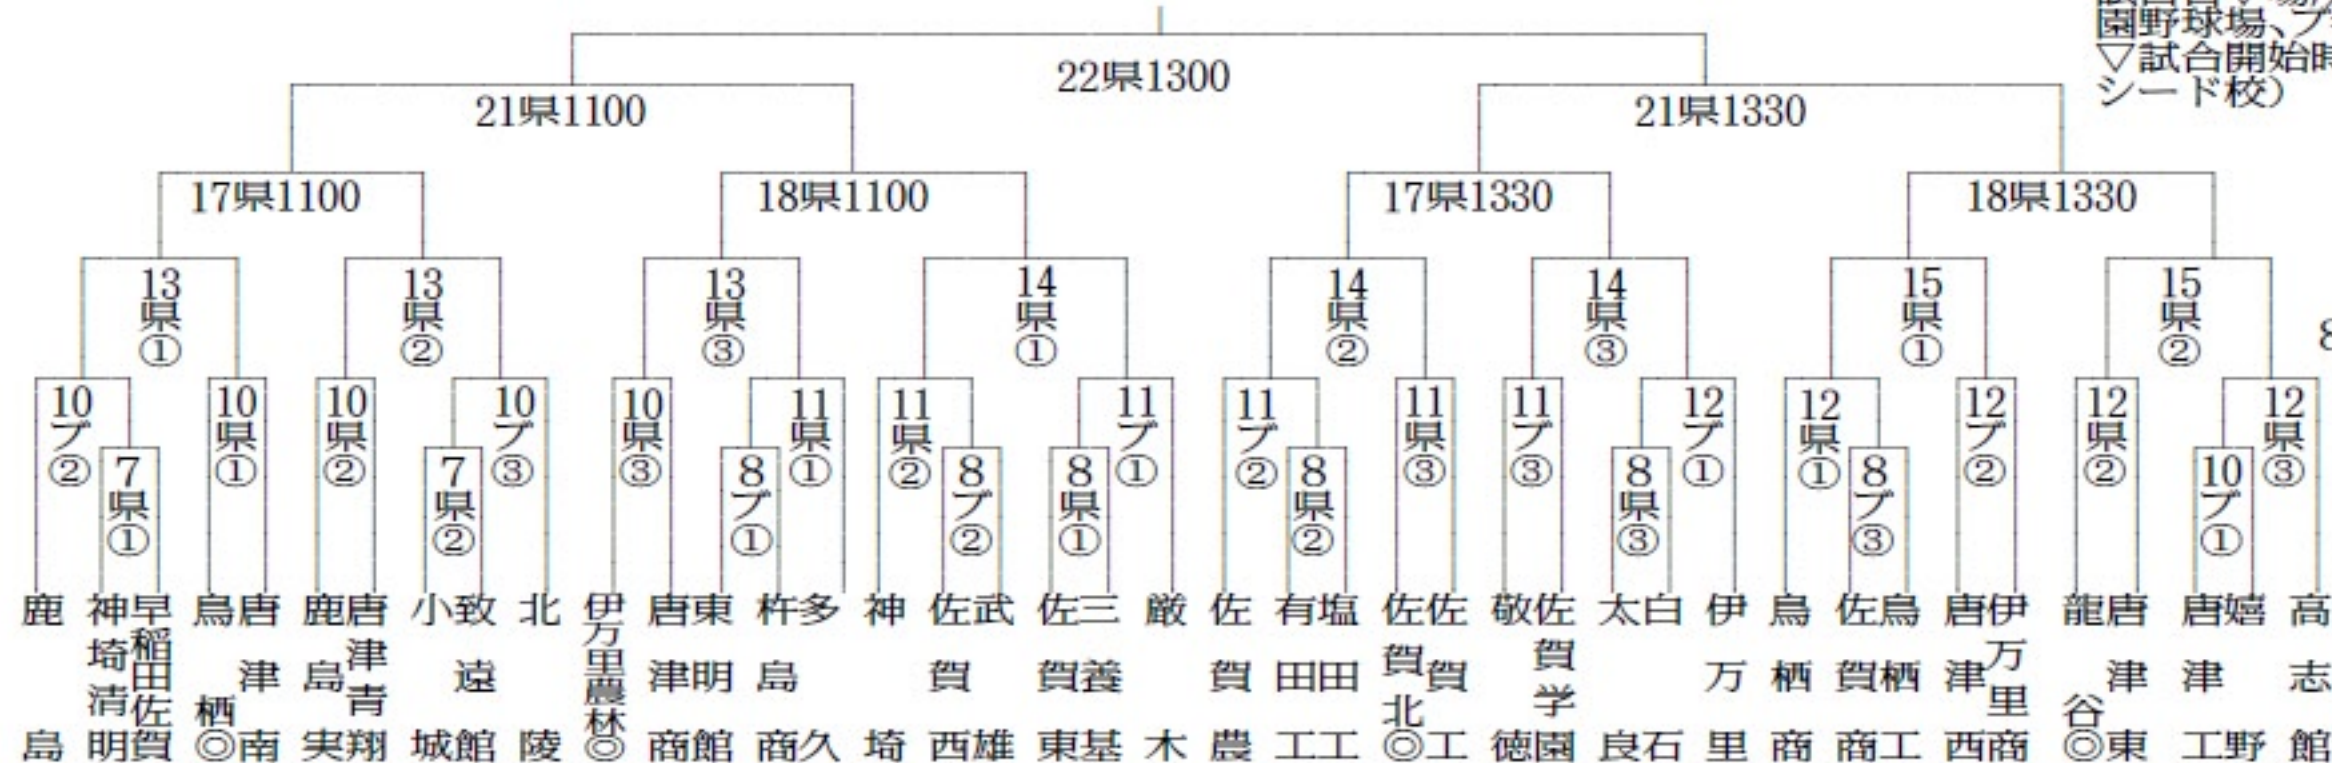 園野球場、ブ
▽試合開始時
シード校）
22県1300
21県1100
21県1330
17県1100
18県1100
17県1330
18県1330
13県①
13県②
13県③
14県①
14県②
14県③
15県①
15県②
10ブ②
10県①
10県②
10ブ③
10県③
11県①
11県②
11ブ①
11ブ②
11県③
11ブ③
12ブ①
12県①
12ブ②
12県②
12県③
7県①
7県②
8ブ①
8ブ②
8県①
8県②
8県③
8ブ③
10ブ①
鹿島
神埼清明
早稲田佐賀
鳥栖◎
唐津南
鹿島実
唐津青翔
小城
致遠館
北陵
伊万里農林◎
唐津商
東明館
杵島商
多久
神埼
佐賀西
武雄
佐賀東
三養基
厳木
佐賀農
有田工
塩田工
佐賀北◎
佐賀工
敬徳
佐賀学園
太良
白石
伊万里
鳥栖商
佐賀商
鳥栖工
唐津西
伊万里商
龍谷◎
唐津東
唐津工
嬉野
高志館